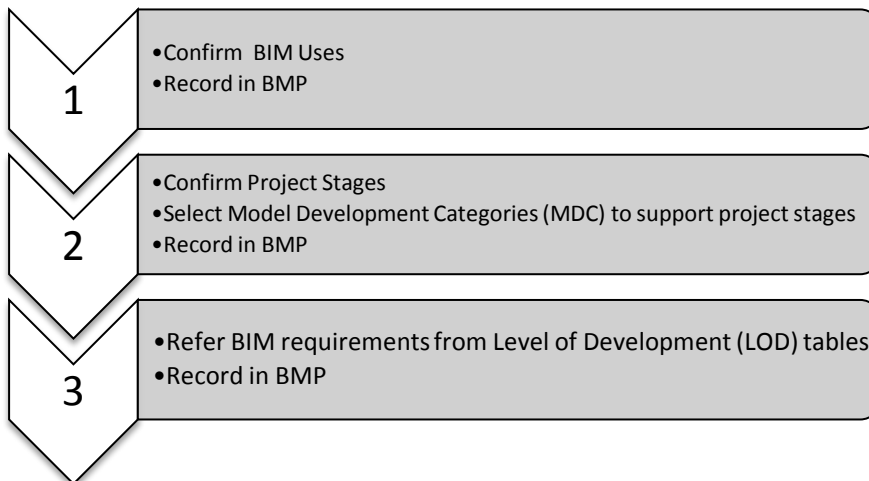 1
•Confirm BIM Uses
•Record in BMP
2
•Confirm Project Stages
•Select Model Development Categories (MDC) to support project stages
•Record in BMP
3
•Refer BIM requirements from Level of Development (LOD) tables
•Record in BMP